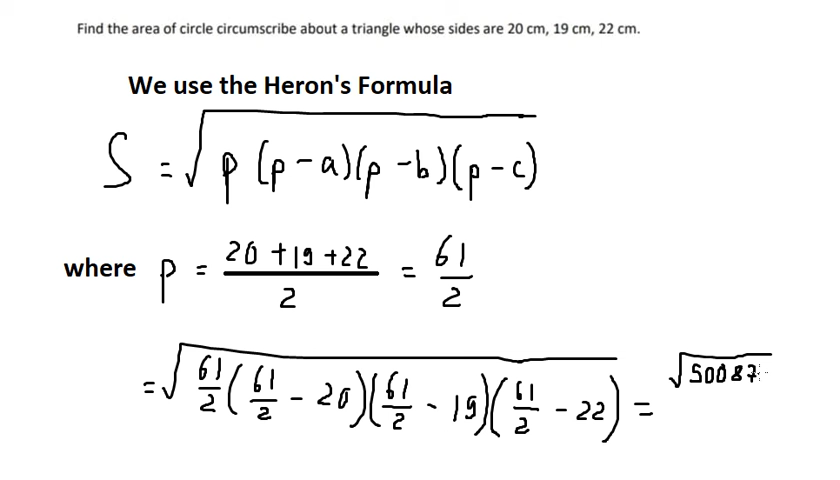 Find the area of circle circumscribe about a triangle whose sides are 20 cm, 19 cm, 22 cm.
We use the Heron's Formula
S = √p(p-a)(p-b)(p-c)
where p = 20+19+22/2 = 61/2
= √61/2(61/2 - 20)(61/2 - 19)(61/2 - 22) = √50087